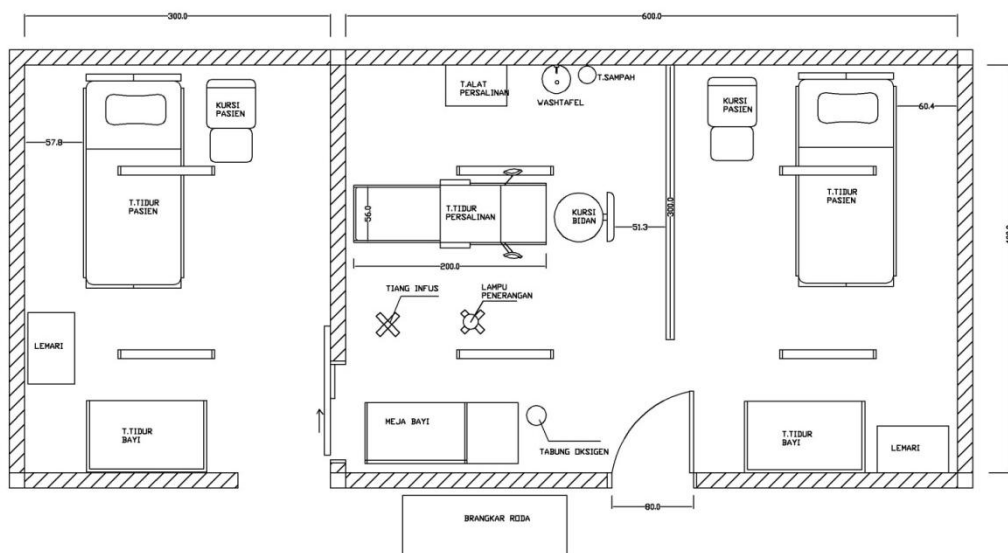 300.0
600.0
KURSI
PASIEN
T.ALAT
PERSALINAN
WASHTAFEL
T.SAMPAH
KURSI
PASIEN
60.4
57.8
T.TIDUR
PASIEN
56.0
T.TIDUR
PERSALINAN
KURSI
BIDAN
51.3
300.0
T.TIDUR
PASIEN
200.0
TIANG INFUS
LAMPU
PENERANGAN
LEMARI
T.TIDUR
BAYI
MEJA BAYI
TABUNG OKSIGEN
T.TIDUR
BAYI
LEMARI
80.0
BRANGKAR RODA